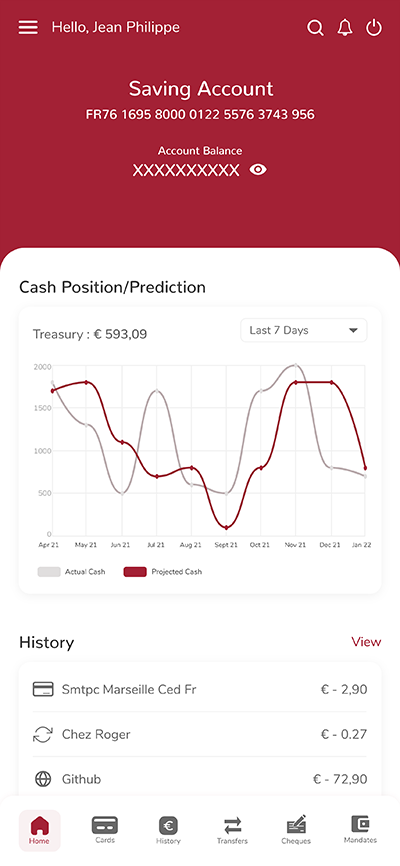 Hello, Jean Philippe
Saving Account
FR76 1695 8000 0122 5576 3743 956
Account Balance
XXXXXXXXXX
Cash Position/Prediction
Treasury : € 593,09
Last 7 Days
2000
1500
1000
500
0
Apr 21 May 21 Jun 21 Jul 21 Aug 21 Sept 21 Oct 21 Nov 21 Dec 21 Jan 22
Actual Cash Projected Cash
History View
Smtpc Marseille Ced Fr € - 2,90
Chez Roger € - 0.27
Github € - 72,90
Home Cards History Transfers Cheques Mandates